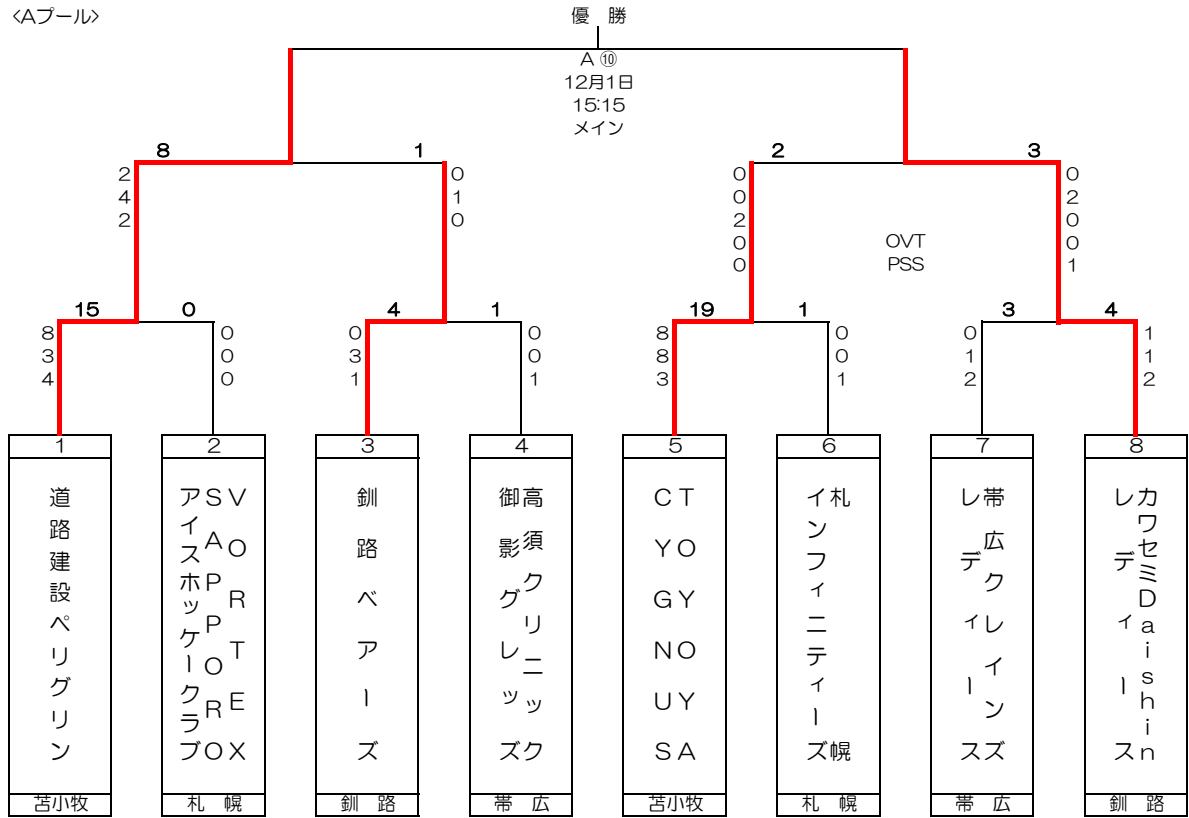 <Aプール>
優 勝
A ⑩
12月1日
15:15
メイン
8
1
2
3
2
4
2
0
1
0
0
0
2
0
0
0
2
0
0
1
OVT
PSS
15
0
4
1
19
1
3
4
8
3
4
0
0
0
0
3
1
0
0
1
8
8
3
0
0
1
0
1
2
1
1
2
1
道路建設ペリグリン
苫小牧
2
VORTEX
SAPPORO
アイスホッケークラブ
札 幌
3
釧路ベアーズ
釧 路
4
高須クリニック
御影グレッズ
帯 広
5
TOYOYA
CYGNUS
苫小牧
6
札幌
インフィニティーズ
札 幌
7
帯広クレインズ
レディース
帯 広
8
カワセミDaishin
レディース
釧 路